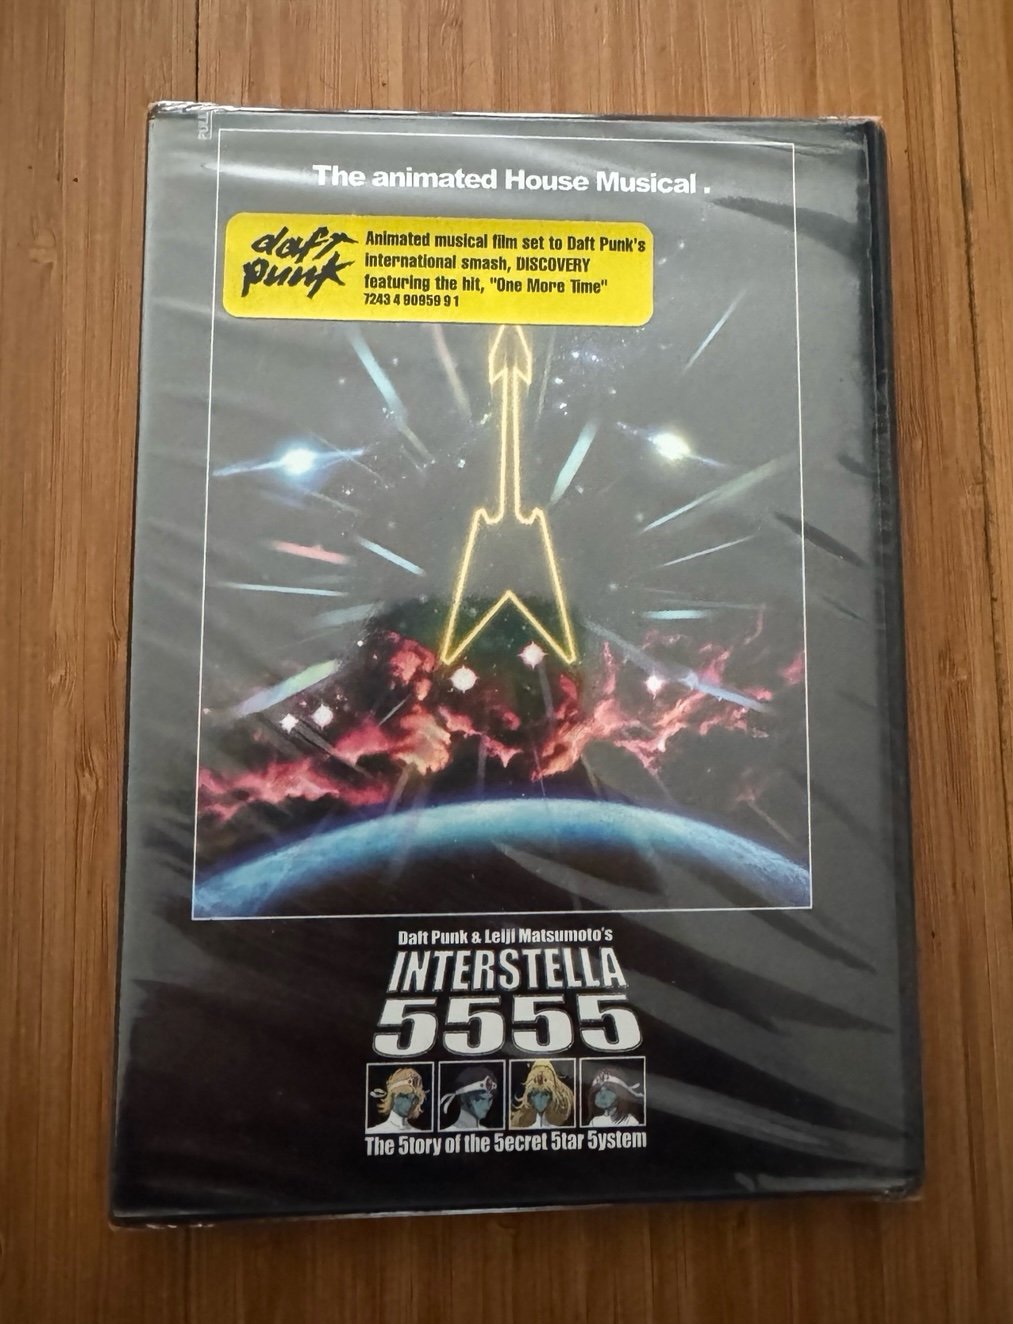 PULL
The animated House Musical .
daft
punk
Animated musical film set to Daft Punk's
international smash, DISCOVERY
featuring the hit, "One More Time"
7243 4 90959 9 1
Daft Punk & Leiji Matsumoto's
INTERSTELLA
5555
The 5tory of the 5ecret 5tar 5ystem